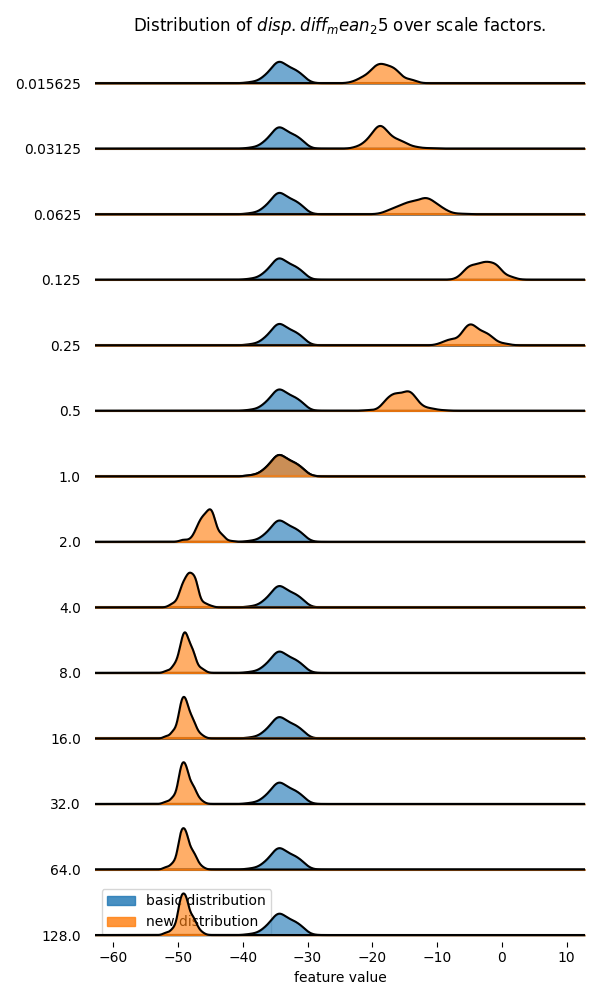 Distribution of disp.diff_mean_25 over scale factors.
0.015625
0.03125
0.0625
0.125
0.25
0.5
1.0
2.0
4.0
8.0
16.0
32.0
64.0
128.0
basic distribution
new distribution
−60 −50 −40 −30 −20 −10 0 10
feature value